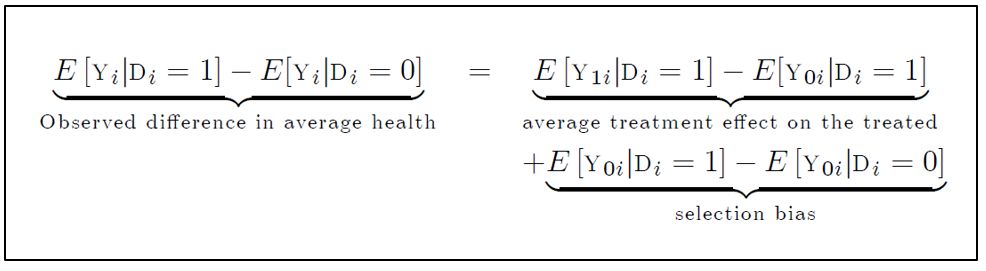 E [Yᵢ|Dᵢ = 1] − E[Yᵢ|Dᵢ = 0] = E [Y₁ᵢ|Dᵢ = 1] − E[Y₀ᵢ|Dᵢ = 1]
Observed difference in average health average treatment effect on the treated
+E [Y₀ᵢ|Dᵢ = 1] − E [Y₀ᵢ|Dᵢ = 0]
selection bias